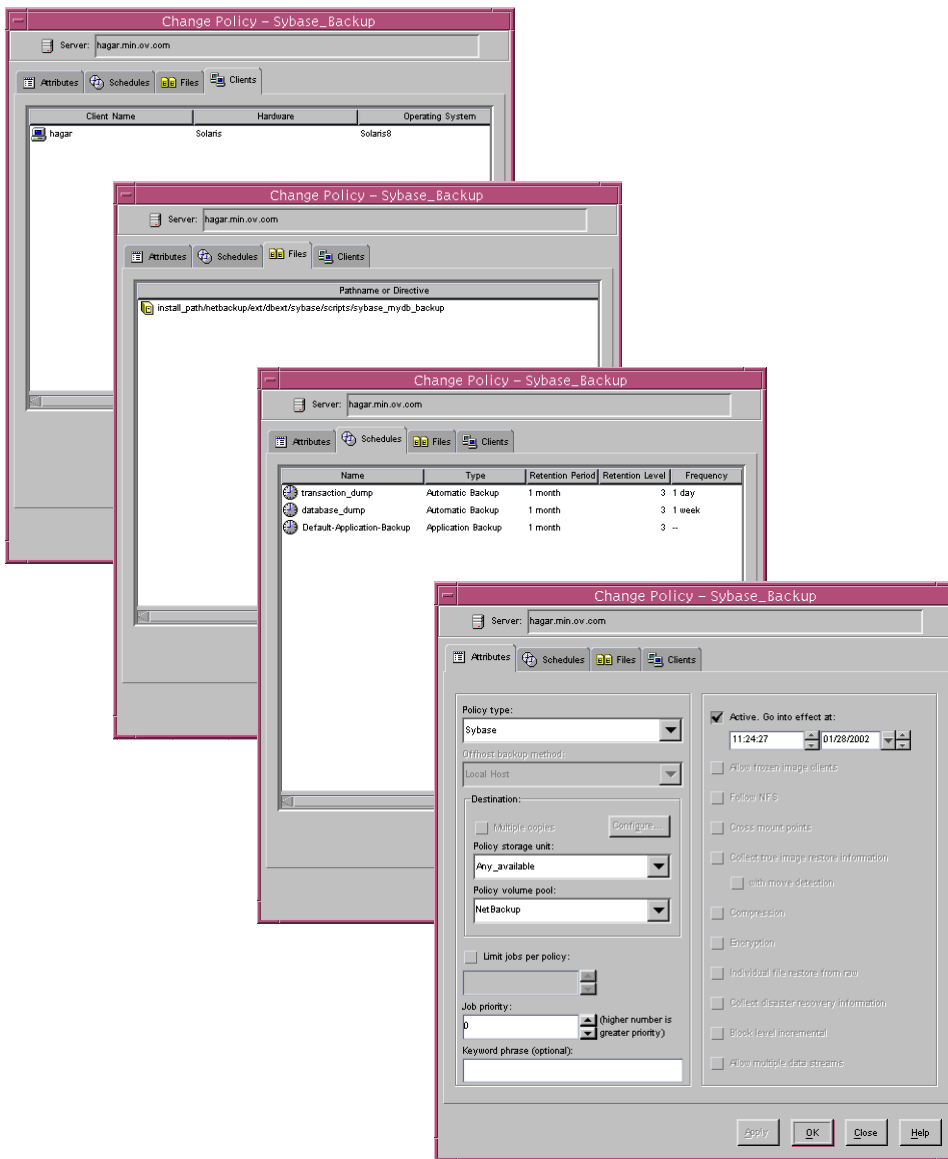 Change Policy – Sybase_Backup
Server: hagar.min.ov.com
Attributes Schedules Files Clients
Client Name Hardware Operating System
hagar Solaris Solaris8
Change Policy – Sybase_Backup
Server: hagar.min.ov.com
Attributes Schedules Files Clients
Pathname or Directive
install_path/netbackup/ext/dbext/sybase/scripts/sybase_mydb_backup
Change Policy – Sybase_Backup
Server: hagar.min.ov.com
Attributes Schedules Files Clients
Name Type Retention Period Retention Level Frequency
transaction_dump Automatic Backup 1 month 3 1 day
database_dump Automatic Backup 1 month 3 1 week
Default-Application-Backup Application Backup 1 month 3 --
Change Policy – Sybase_Backup
Server: hagar.min.ov.com
Attributes Schedules Files Clients
Policy type:
Sybase
Offhost backup method:
Local Host
Destination:
Multiple copies Configure...
Policy storage unit:
Any_available
Policy volume pool:
NetBackup
Limit jobs per policy:
Job priority:
0 (higher number is
greater priority)
Keyword phrase (optional):
Active. Go into effect at:
11:24:27 01/28/2002
Allow frozen image clients
Follow NFS
Cross mount points
Collect true image restore information
with move detection
Compression
Encryption
Individual file restore from raw
Collect disaster recovery information
Block level incremental
Allow multiple data streams
Apply OK Close Help